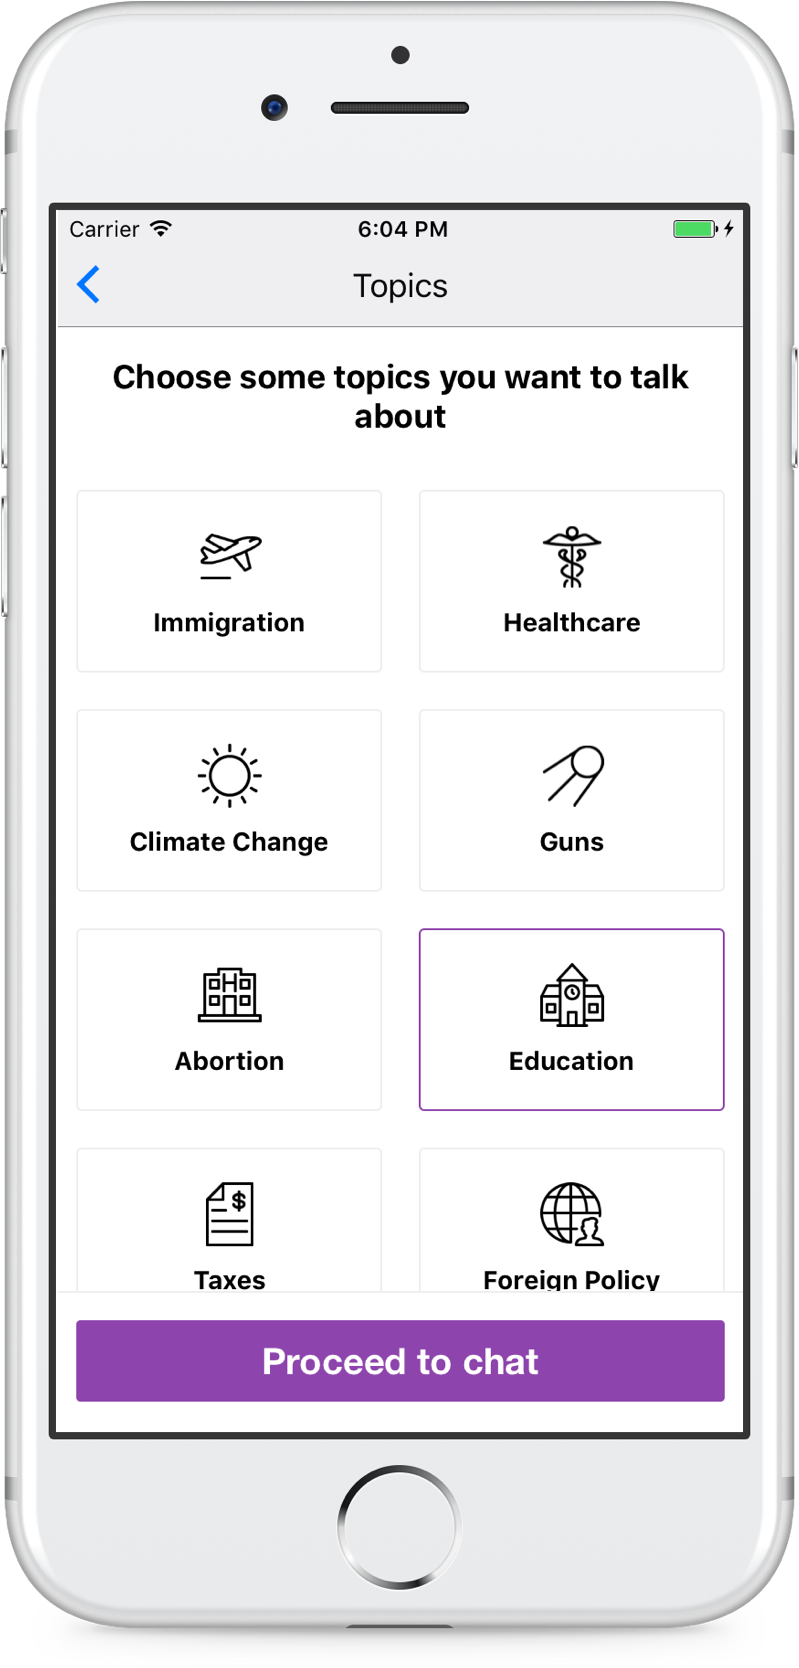 Carrier 6:04 PM
Topics
Choose some topics you want to talk
about
Immigration Healthcare
Climate Change Guns
H
Abortion Education
$
Taxes Foreign Policy
Proceed to chat